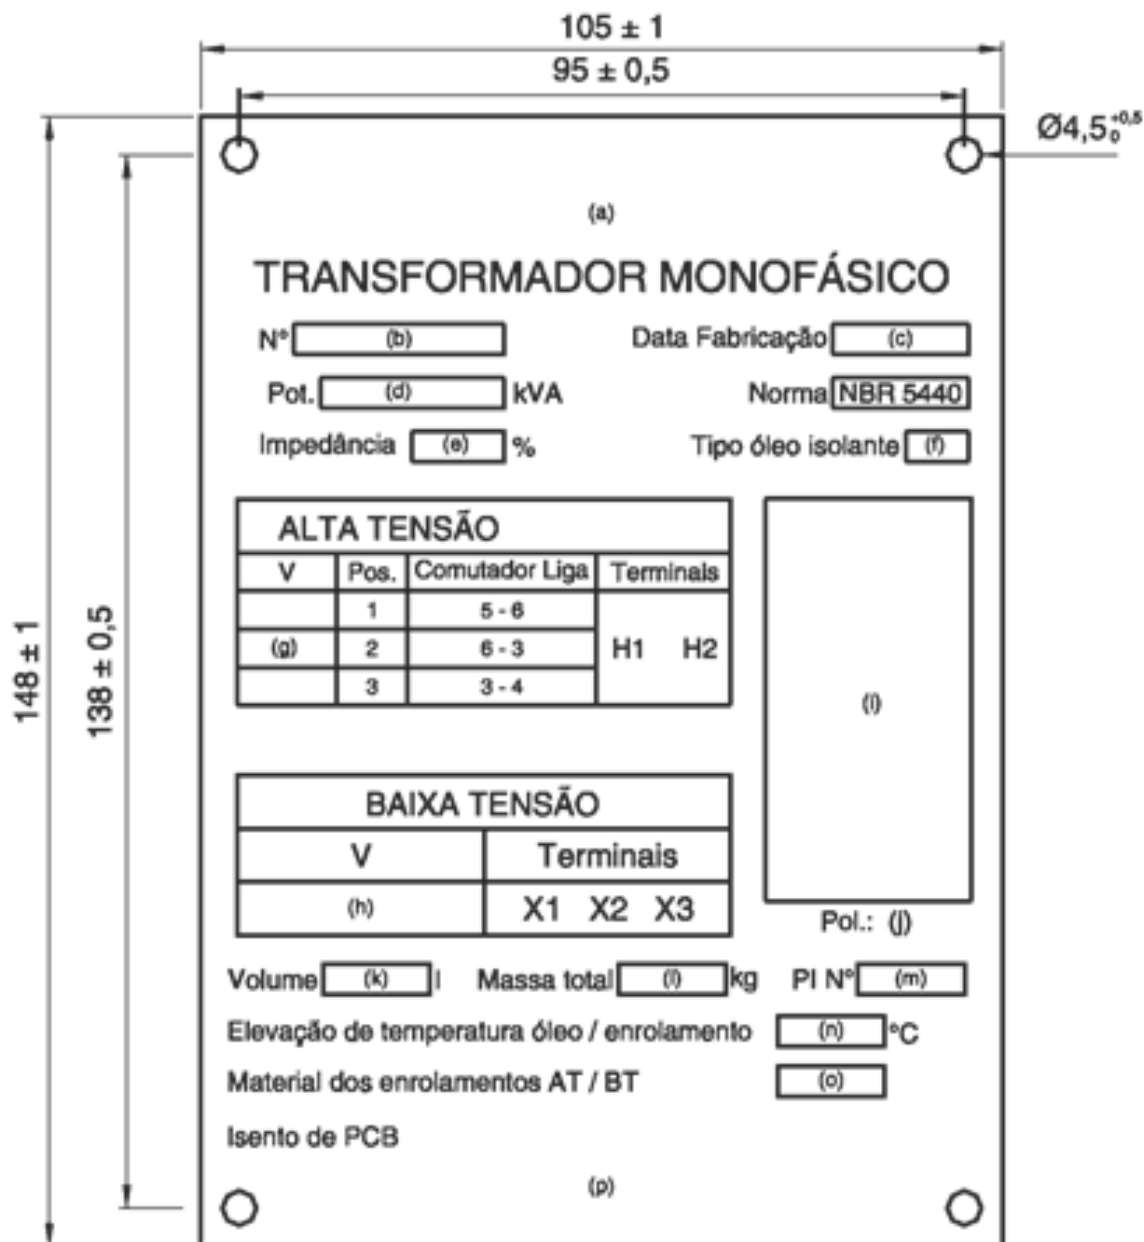 105 ± 1
95 ± 0,5
Ø4,5 +0,5 0
(a)
TRANSFORMADOR MONOFÁSICO
Nº (b) Data Fabricação (c)
Pot. (d) kVA Norma NBR 5440
Impedância (e) % Tipo óleo isolante (f)
ALTA TENSÃO
V Pos. Comutador Liga Terminais
1 5 - 6
(g) 2 6 - 3 H1 H2
3 3 - 4
(i)
148 ± 1
138 ± 0,5
BAIXA TENSÃO
V Terminais
(h) X1 X2 X3
Pol.: (j)
Volume (k) l Massa total (l) kg PI Nº (m)
Elevação de temperatura óleo / enrolamento (n) ºC
Material dos enrolamentos AT / BT (o)
Isento de PCB
(p)